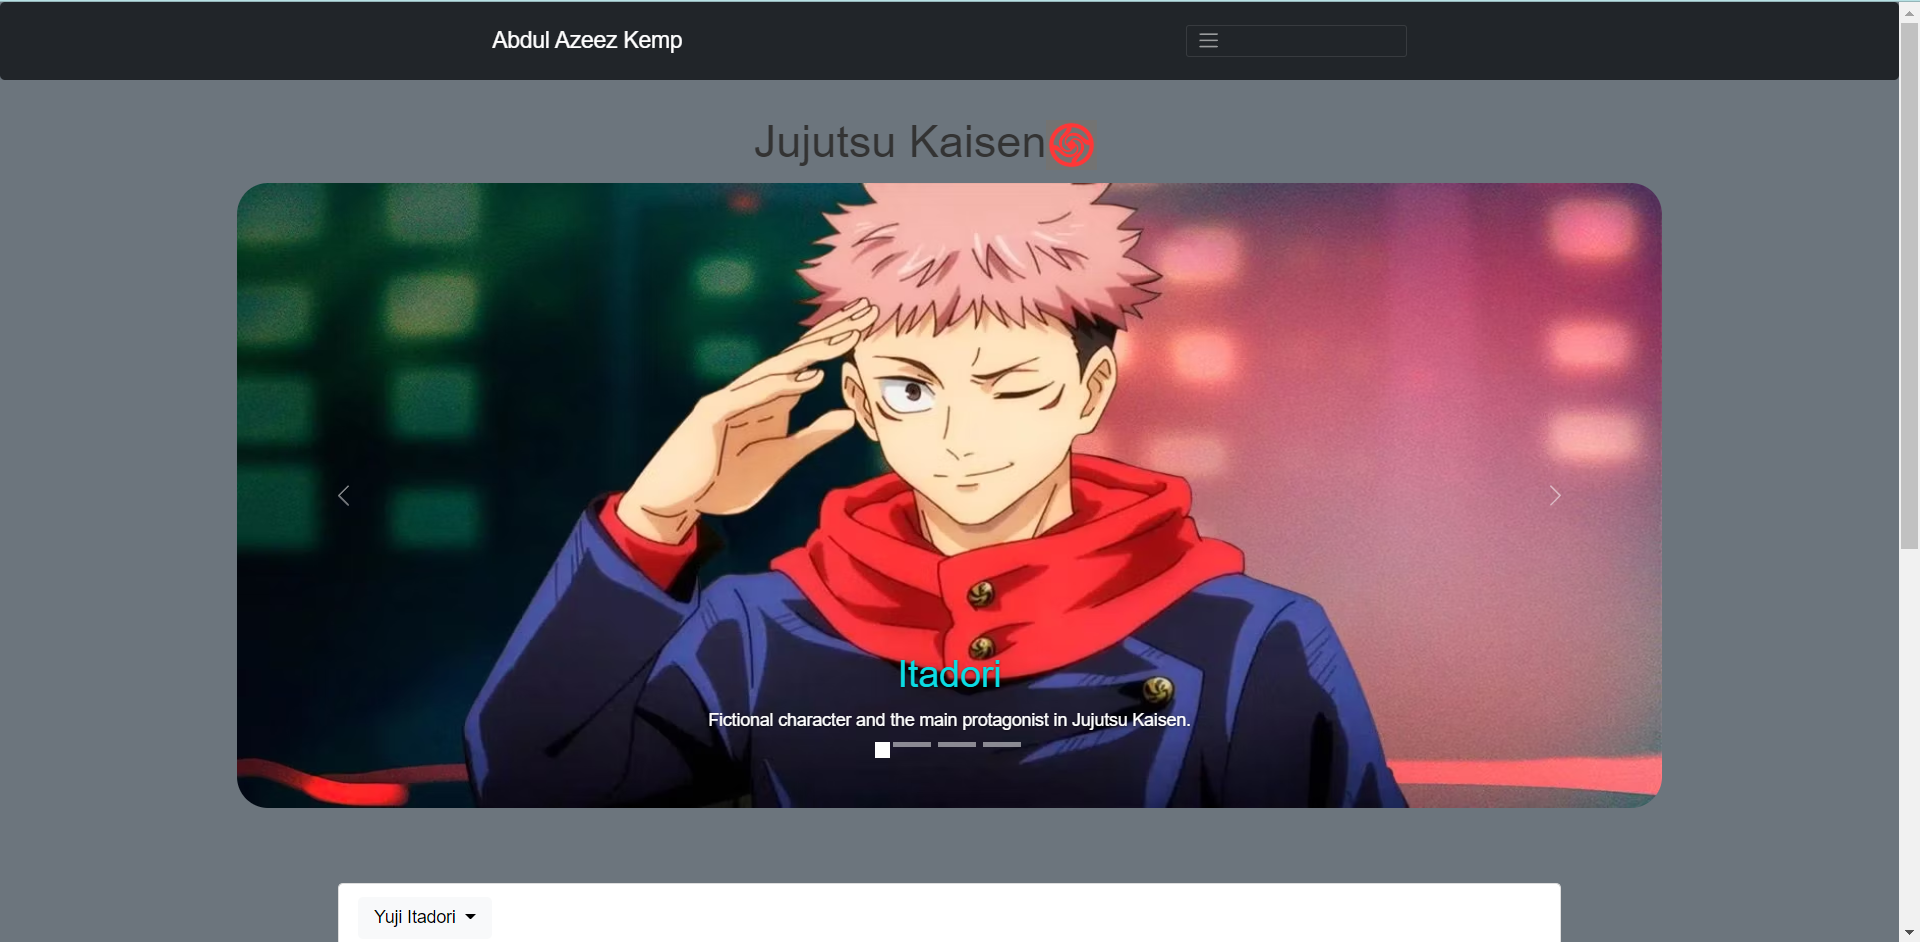 Abdul Azeez Kemp
Jujutsu Kaisen
Itadori
Fictional character and the main protagonist in Jujutsu Kaisen.
Yuji Itadori